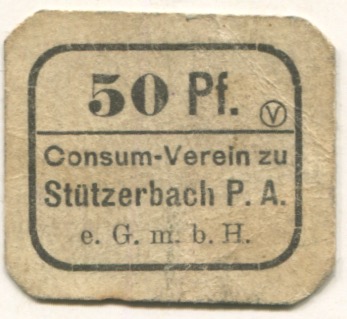 50 Pf.
Ⓥ
Consum-Verein zu
Stützerbach P. A.
e. G. m. b. H.